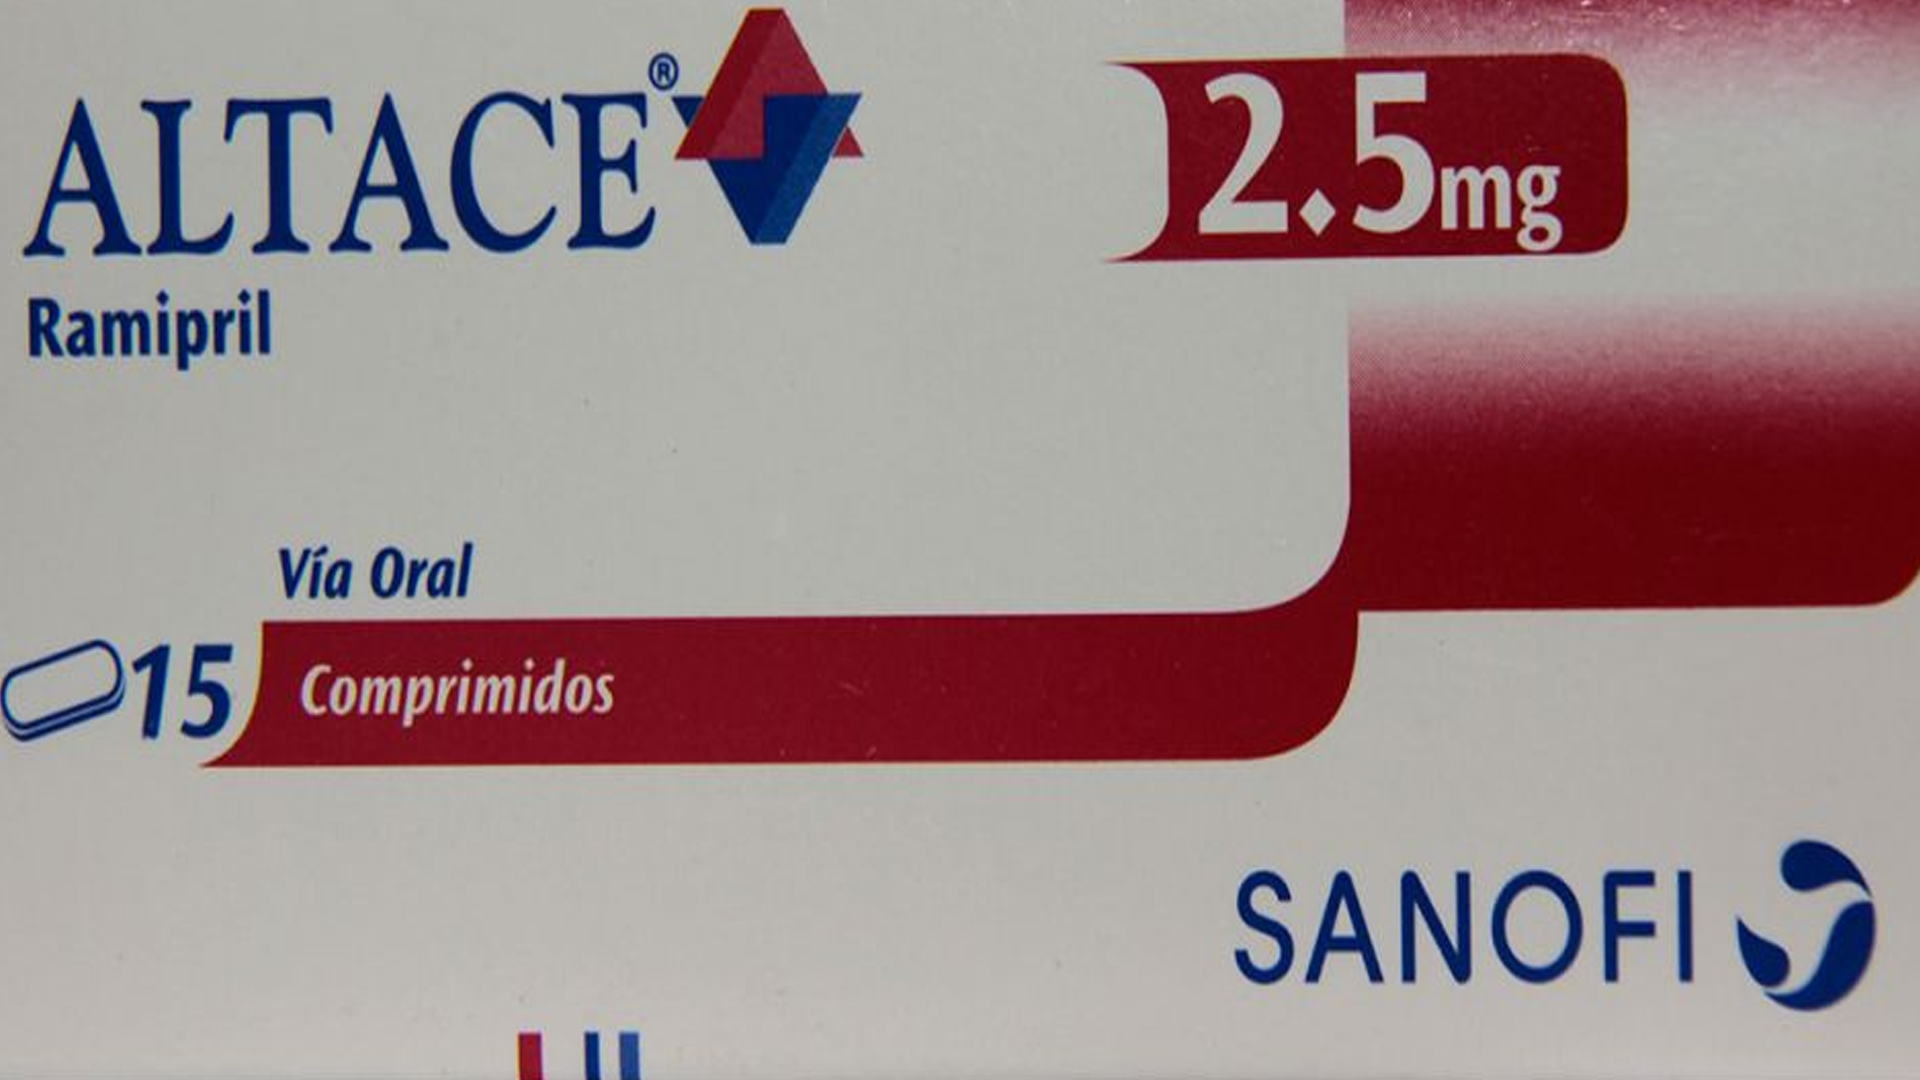 ALTACE®
2.5mg
Ramipril
Vía Oral
15 Comprimidos
SANOFI